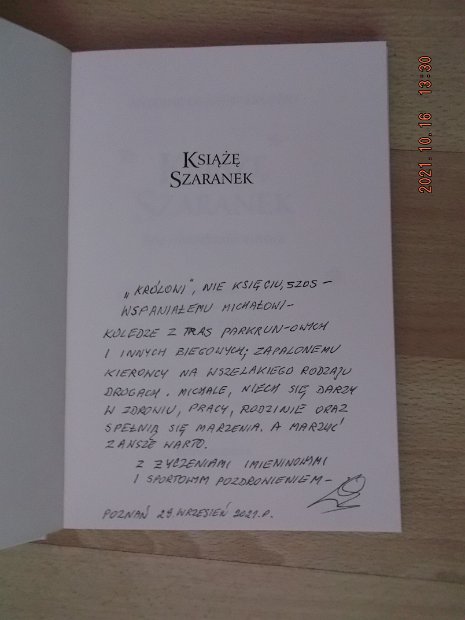 KSIĄŻĘ
SZARANEK
„KRÓLOWI", NIE KSIĘCIU, SZOS –
WSPANIAŁEMU MICHAŁOWI –
KOLEDZE Z TRAS PARKRUN-OWYCH
I INNYCH BIEGOWYCH; ZAPALONEMU
KIEROWCY NA WSZELAKIEGO RODZAJU
DROGACH. MICHALE, NIECH SIĘ DARZY
W ZDROWIU, PRACY, RODZINIE ORAZ
SPEŁNIĄ SIĘ MARZENIA. A MARZYĆ
ZAWSZE WARTO.
Z ŻYCZENIAMI IMIENINOWYMI
I SPORTOWYM POZDROWIENIEM –
POZNAŃ 29 WRZESIEŃ 2021.R.
2021.10.16 13:30